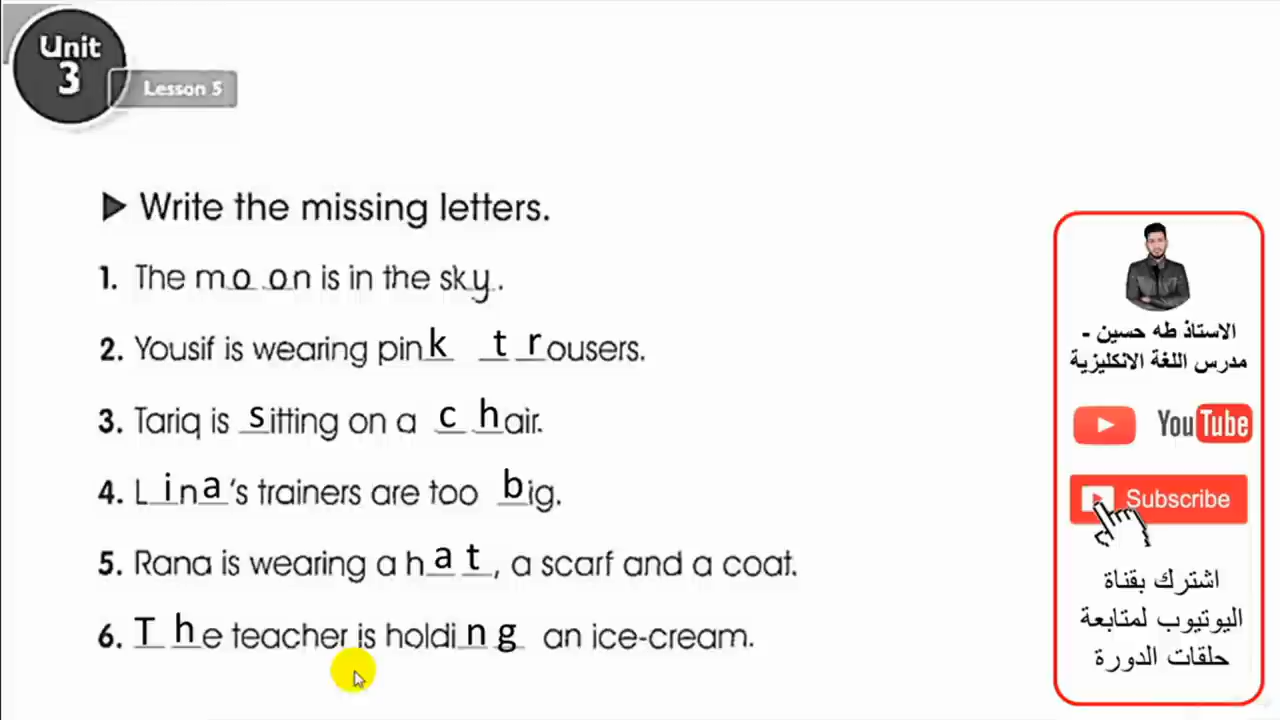 Unit
3
Lesson 5
Write the missing letters.
1. The moon is in the sky.
2. Yousif is wearing pink trousers.
3. Tariq is sitting on a chair.
4. Lina's trainers are too big.
5. Rana is wearing a hat, a scarf and a coat.
6. The teacher is holding an ice-cream.
الاستاذ طه حسين -
مدرس اللغة الانكليزية
YouTube
Subscribe
اشترك بقناة
اليوتيوب لمتابعة
حلقات الدورة